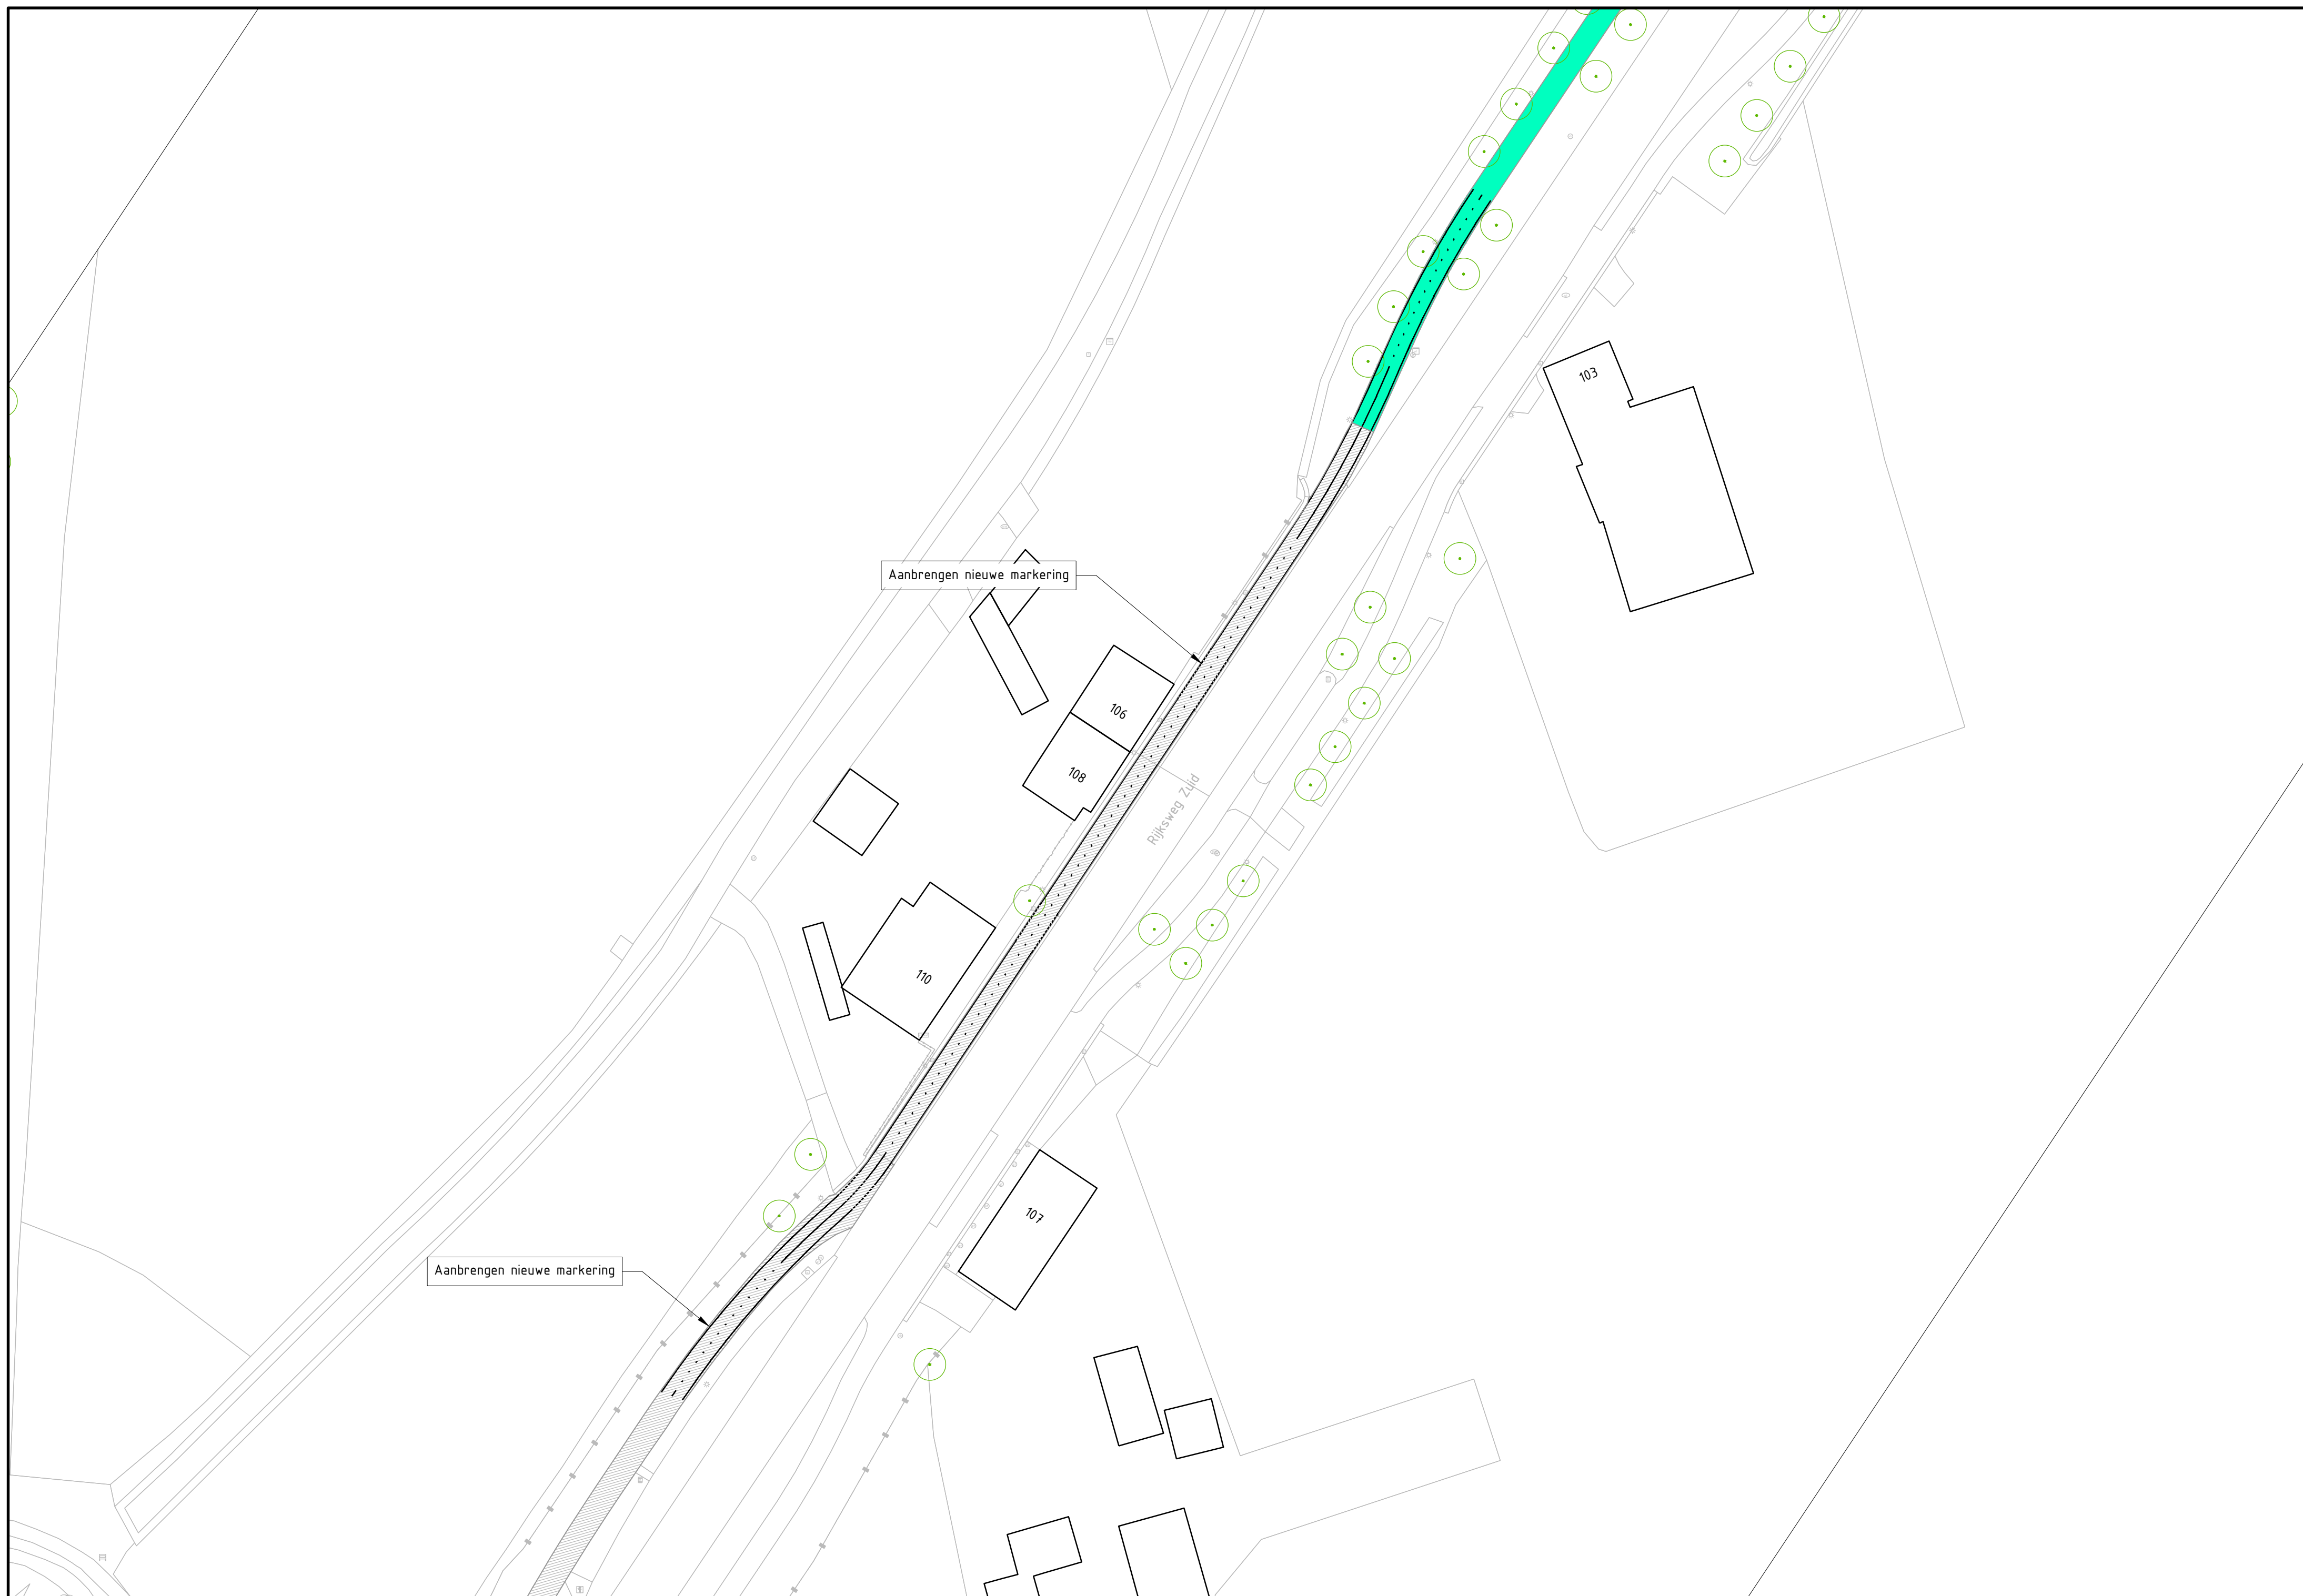 103
Aanbrengen nieuwe markering
106
108
Rijksweg Zuid
110
107
Aanbrengen nieuwe markering